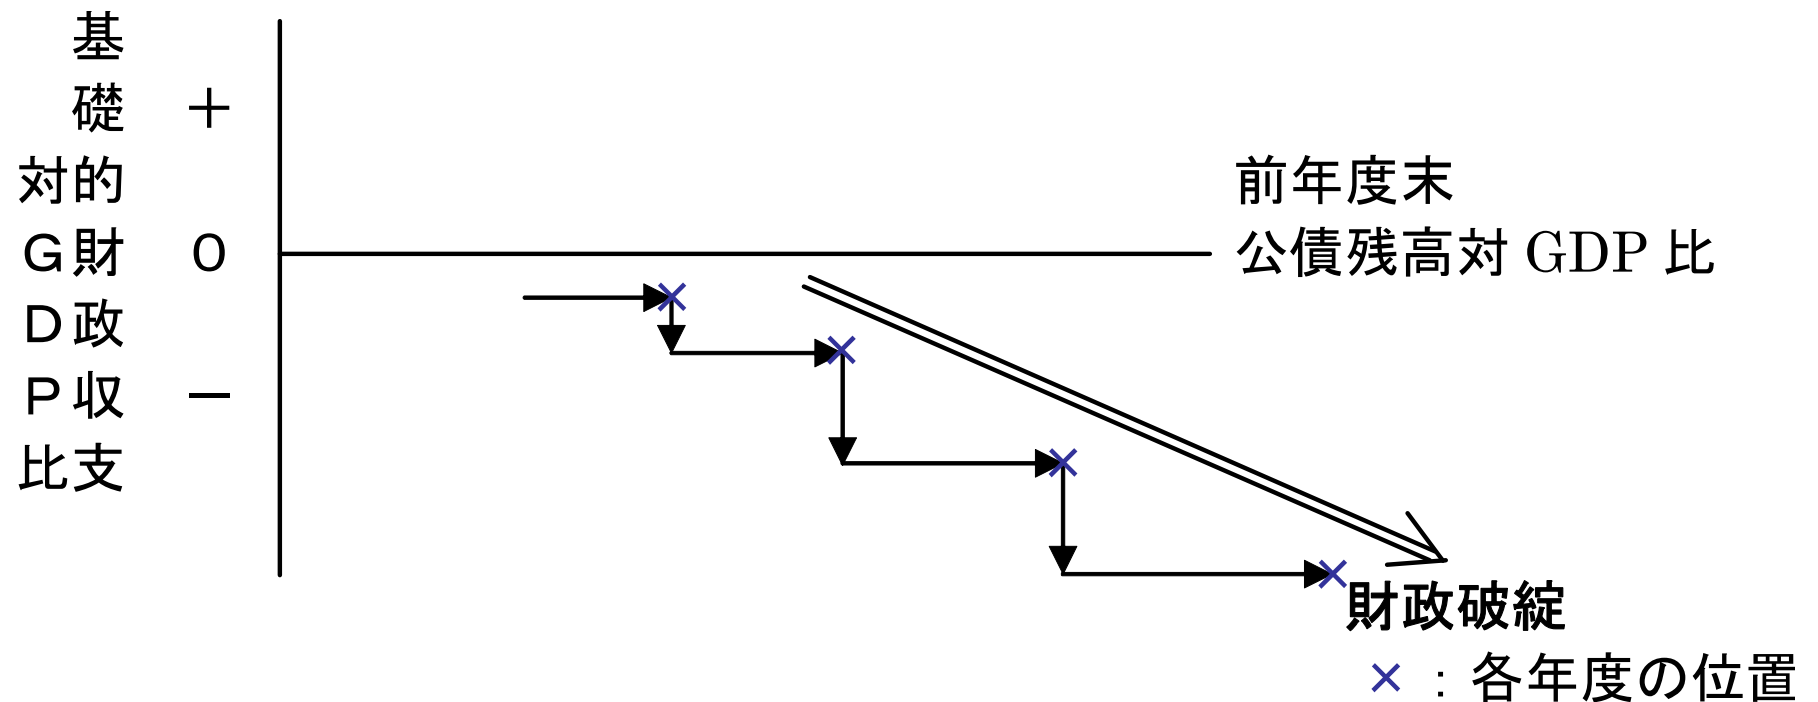 基礎的財政収支
対GDP比
+
0
−
前年度末
公債残高対 GDP 比
財政破綻
×：各年度の位置